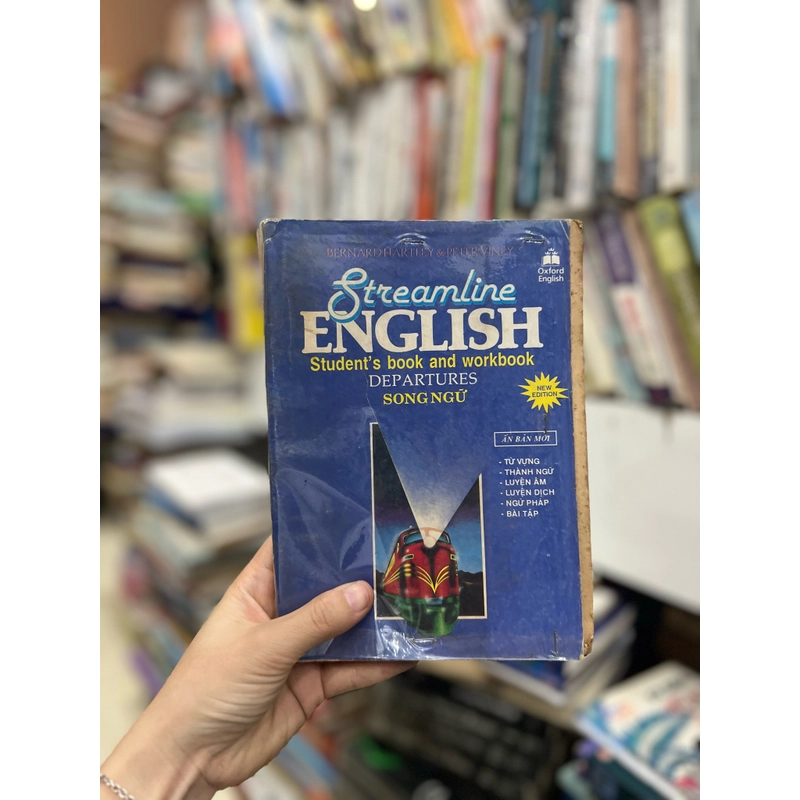 BERNARD HARTLEY & PETER VINEY
Oxford
English
Streamline
ENGLISH
Student's book and workbook
DEPARTURES
SONG NGỮ
NEW
EDITION
ẤN BẢN MỚI
- TỪ VỰNG
- THÀNH NGỮ
- LUYỆN ÂM
- LUYỆN DỊCH
- NGỮ PHÁP
- BÀI TẬP